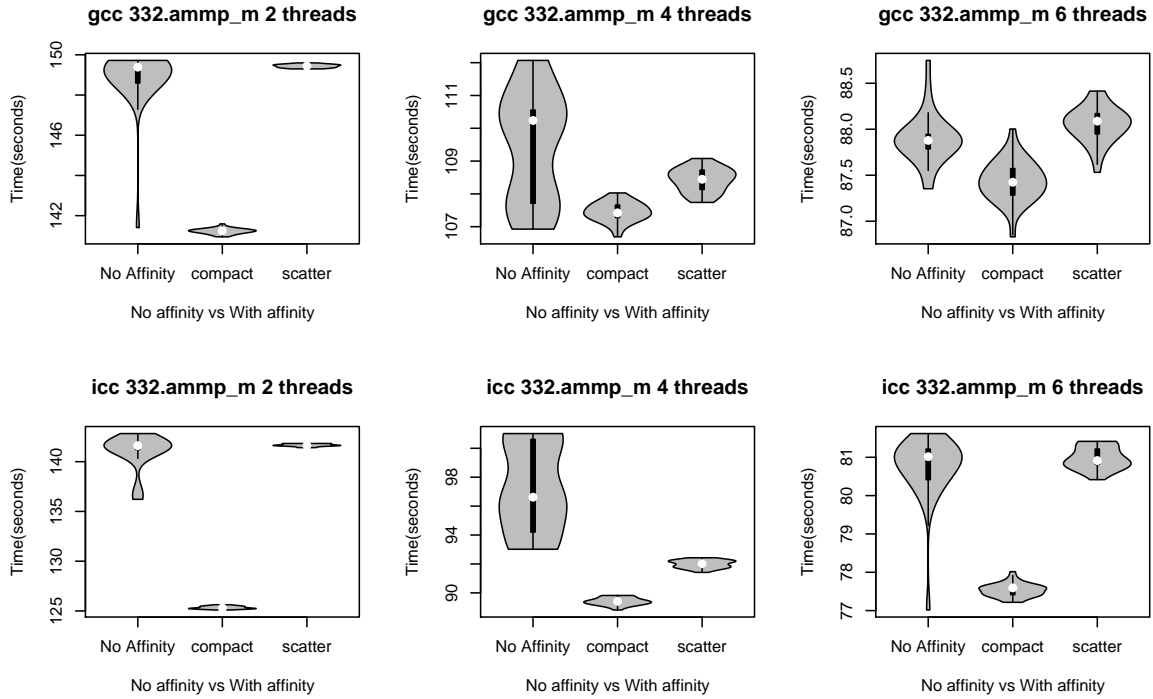 gcc 332.ammp_m 2 threads
Time(seconds)
150
146
142
No Affinity compact scatter
No affinity vs With affinity
gcc 332.ammp_m 4 threads
Time(seconds)
111
109
107
No Affinity compact scatter
No affinity vs With affinity
gcc 332.ammp_m 6 threads
Time(seconds)
88.5
88.0
87.5
87.0
No Affinity compact scatter
No affinity vs With affinity
icc 332.ammp_m 2 threads
Time(seconds)
140
135
130
125
No Affinity compact scatter
No affinity vs With affinity
icc 332.ammp_m 4 threads
Time(seconds)
98
94
90
No Affinity compact scatter
No affinity vs With affinity
icc 332.ammp_m 6 threads
Time(seconds)
81
80
79
78
77
No Affinity compact scatter
No affinity vs With affinity